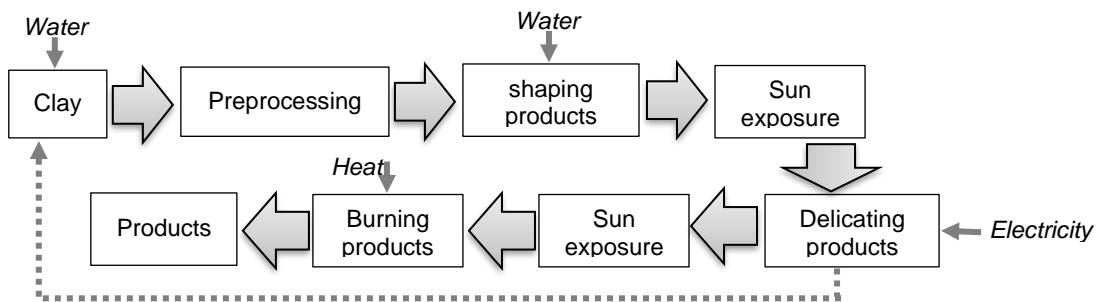 Water
Water
Clay
Preprocessing
shaping
products
Sun
exposure
Heat
Products
Burning
products
Sun
exposure
Delicating
products
Electricity